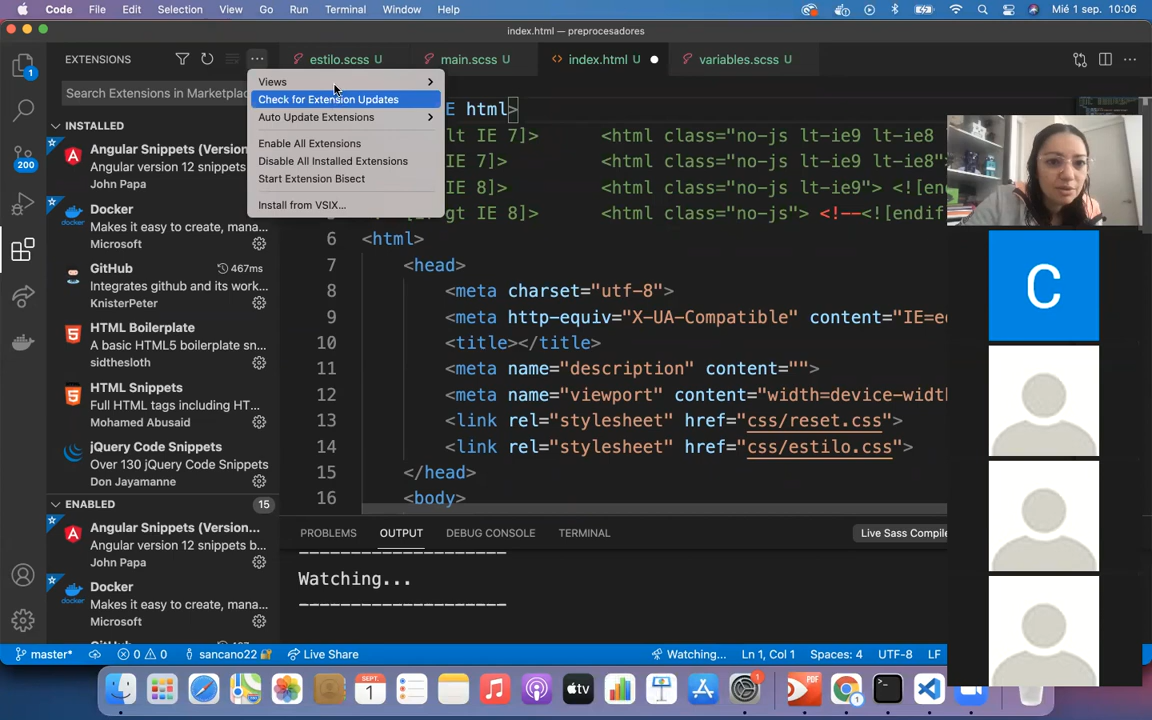 Code File Edit Selection View Go Run Terminal Window Help Mié 1 sep. 10:06
index.html — preprocesadores
EXTENSIONS
Search Extensions in Marketpla
1
200
INSTALLED
Angular Snippets (Version
Angular version 12 snippets
John Papa
Docker
Makes it easy to create, mana...
Microsoft
GitHub 467ms
Integrates github and its work...
KnisterPeter
HTML Boilerplate
A basic HTML5 boilerplate sn...
sidthesloth
HTML Snippets
Full HTML tags including HT...
Mohamed Abusaid
jQuery Code Snippets
Over 130 jQuery Code Snippets
Don Jayamanne
ENABLED 15
Angular Snippets (Version...
Angular version 12 snippets b...
John Papa
docker
Docker
Makes it easy to create, mana...
Microsoft
Views
Check for Extension Updates
Auto Update Extensions
Enable All Extensions
Disable All Installed Extensions
Start Extension Bisect
Install from VSIX...
estilo.scss U main.scss U index.html U variables.scss U
E html>
lt IE 7]> <html class="no-js lt-ie9 lt-ie8
IE 7]> <html class="no-js lt-ie9 lt-ie8
IE 8]> <html class="no-js lt-ie9"> <![en
gt IE 8]> <html class="no-js"> <!--<![endif
6 <html>
7 <head>
8 <meta charset="utf-8">
9 <meta http-equiv="X-UA-Compatible" content="IE=ed
10 <title></title>
11 <meta name="description" content="">
12 <meta name="viewport" content="width=device-widt
13 <link rel="stylesheet" href="css/reset.css">
14 <link rel="stylesheet" href="css/estilo.css">
15 </head>
16 <body>
PROBLEMS OUTPUT DEBUG CONSOLE TERMINAL Live Sass Compile
--------------------
Watching...
--------------------
C
master* 0 0 sancano22 Live Share Watching... Ln 1, Col 1 Spaces: 4 UTF-8 LF
SEP.
1
tv
1
PDF
1